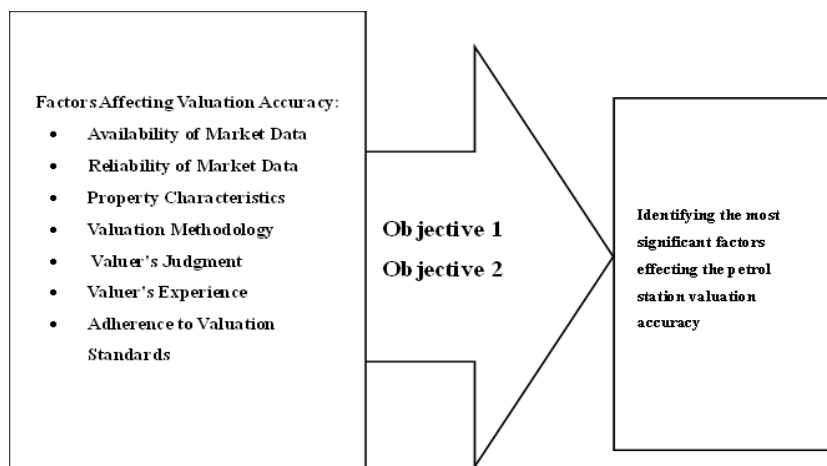 Factors Affecting Valuation Accuracy:
• Availability of Market Data
• Reliability of Market Data
• Property Characteristics
• Valuation Methodology
• Valuer's Judgment
• Valuer's Experience
• Adherence to Valuation
Standards
Objective 1
Objective 2
Identifying the most
significant factors
effecting the petrol
station valuation
accuracy